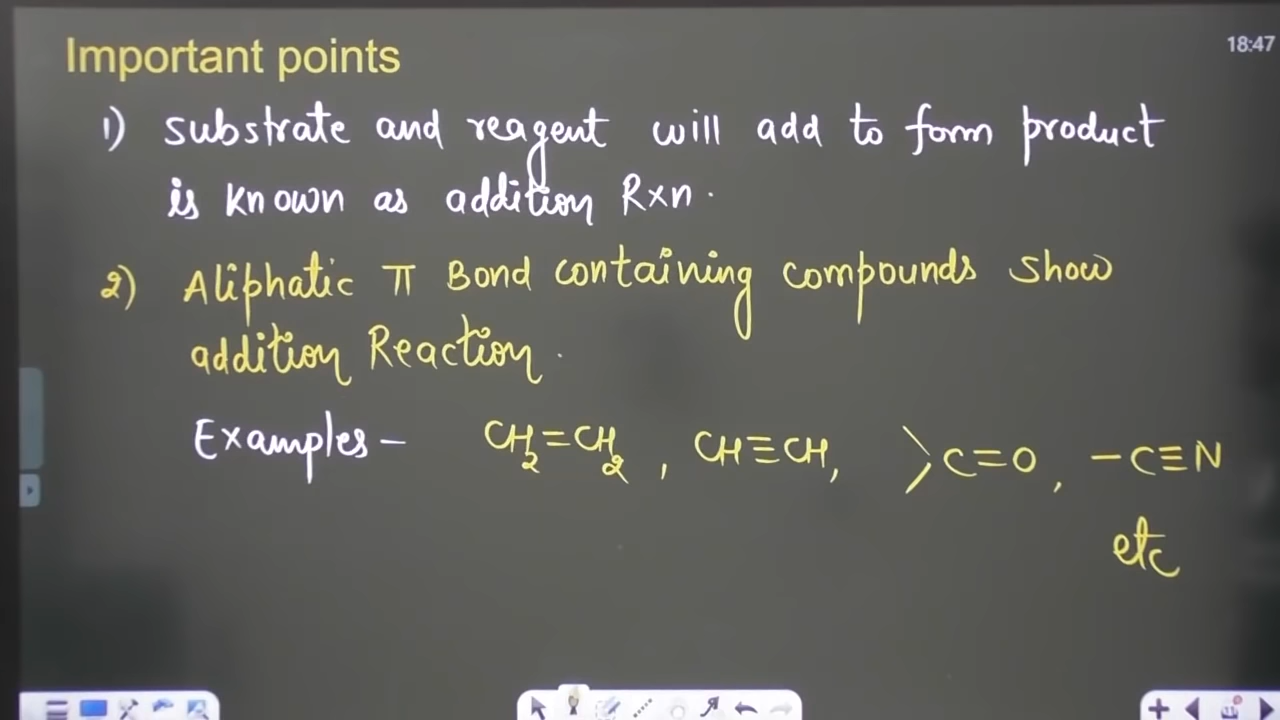 Important points
18:47
1) substrate and reagent will add to form product
is known as addition Rxn.
2) Aliphatic π Bond containing compounds show
addition Reaction.
Examples – CH₂=CH₂, CH≡CH, >C=O, –C≡N
etc